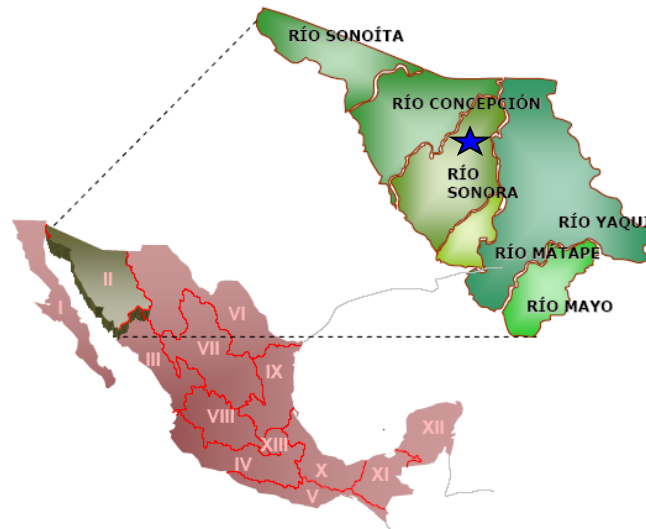 RÍO SONOÍTA
RÍO CONCEPCIÓN
RÍO
SONORA
RÍO YAQUI
RÍO MÁTAPE
RÍO MAYO
I
II
III
VI
VII
IX
VIII
XIII
IV
X
V
XI
XII